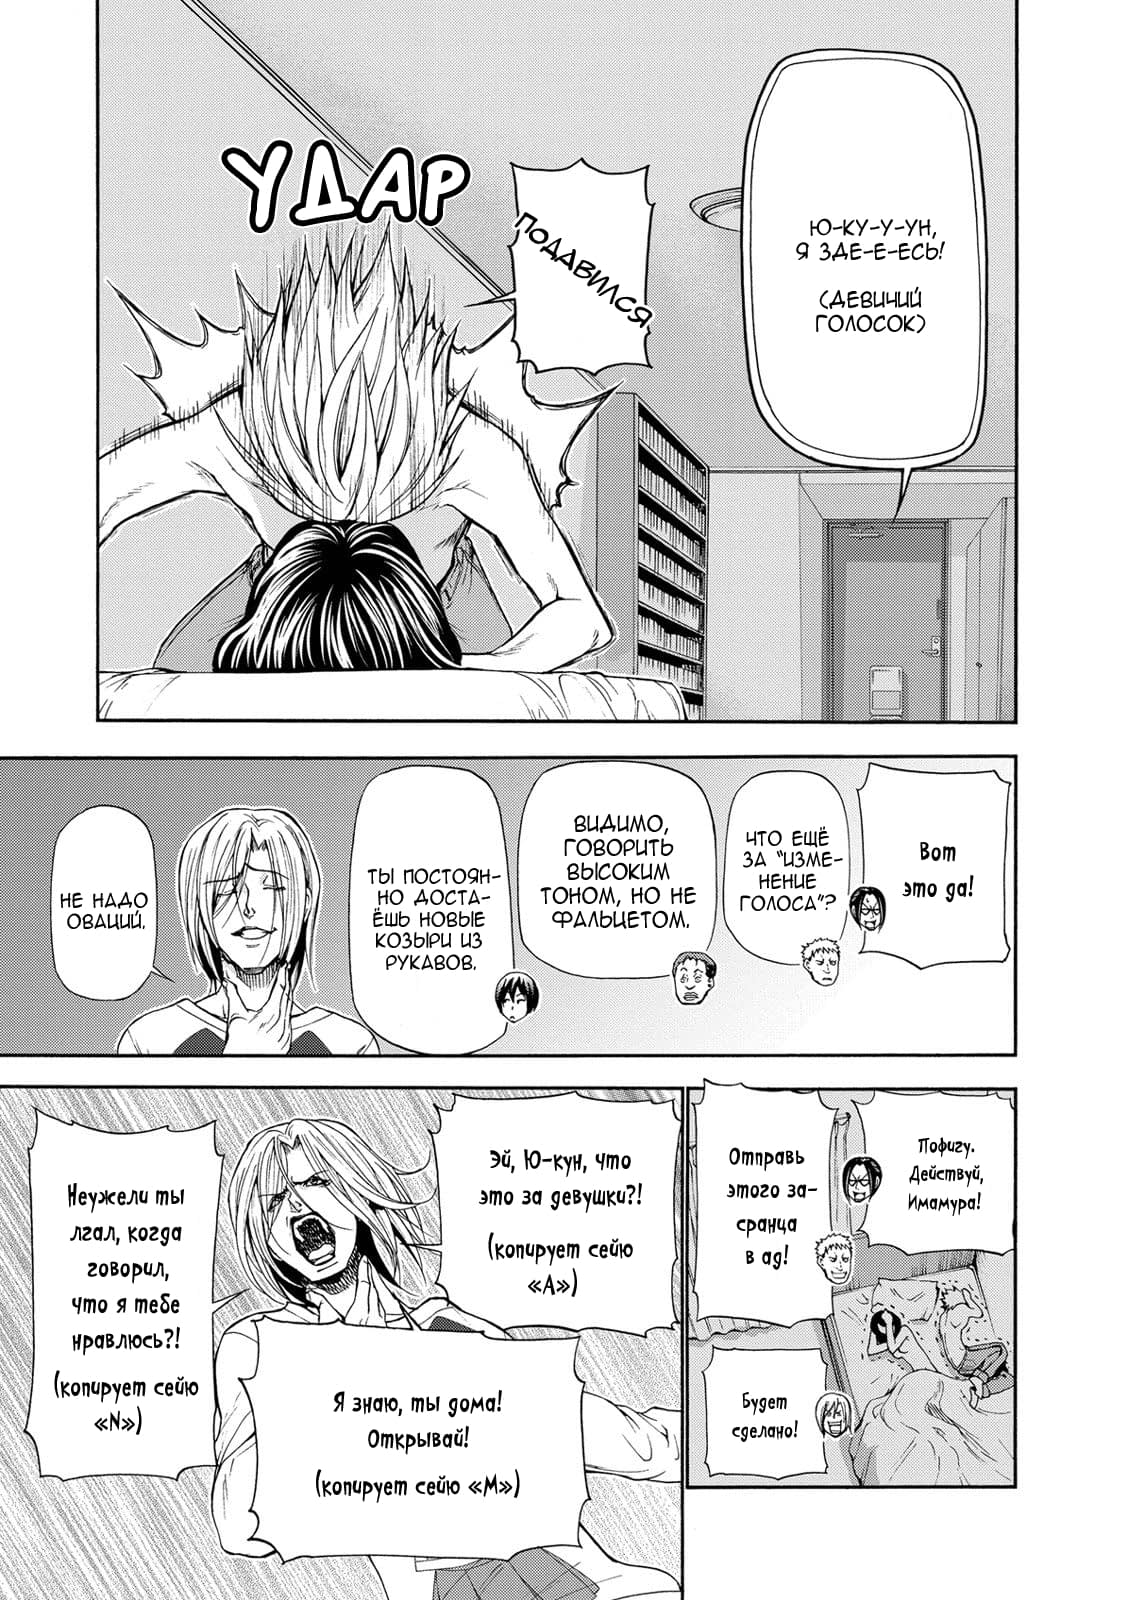 Ю-КУ-У-УН,
Я ЗДЕ-Е-ЕСЬ!
(ДЕВИЧИЙ
ГОЛОСОК)
ПОДАВИЛСЯ
УДАР
Вот
это да!
ЧТО ЕЩЁ
ЗА "ИЗМЕ-
НЕНИЕ
ГОЛОСА"?
ВИДИМО,
ГОВОРИТЬ
ВЫСОКИМ
ТОНОМ, НО НЕ
ФАЛЬЦЕТОМ.
ТЫ ПОСТОЯН-
НО ДОСТА-
ЁШЬ НОВЫЕ
КОЗЫРИ ИЗ
РУКАВОВ.
НЕ НАДО
ОВАЦИЙ.
Пофигу.
Действуй,
Имамура!
Отправь
этого за-
сранца
в ад!
Будет
сделано!
Эй, Ю-кун, что
это за девушки?!
(копирует сейю
«А»)
Я знаю, ты дома!
Открывай!
(копирует сейю «М»)
Неужели ты
лгал, когда
говорил,
что я тебе
нравлюсь?!
(копирует сейю
«N»)